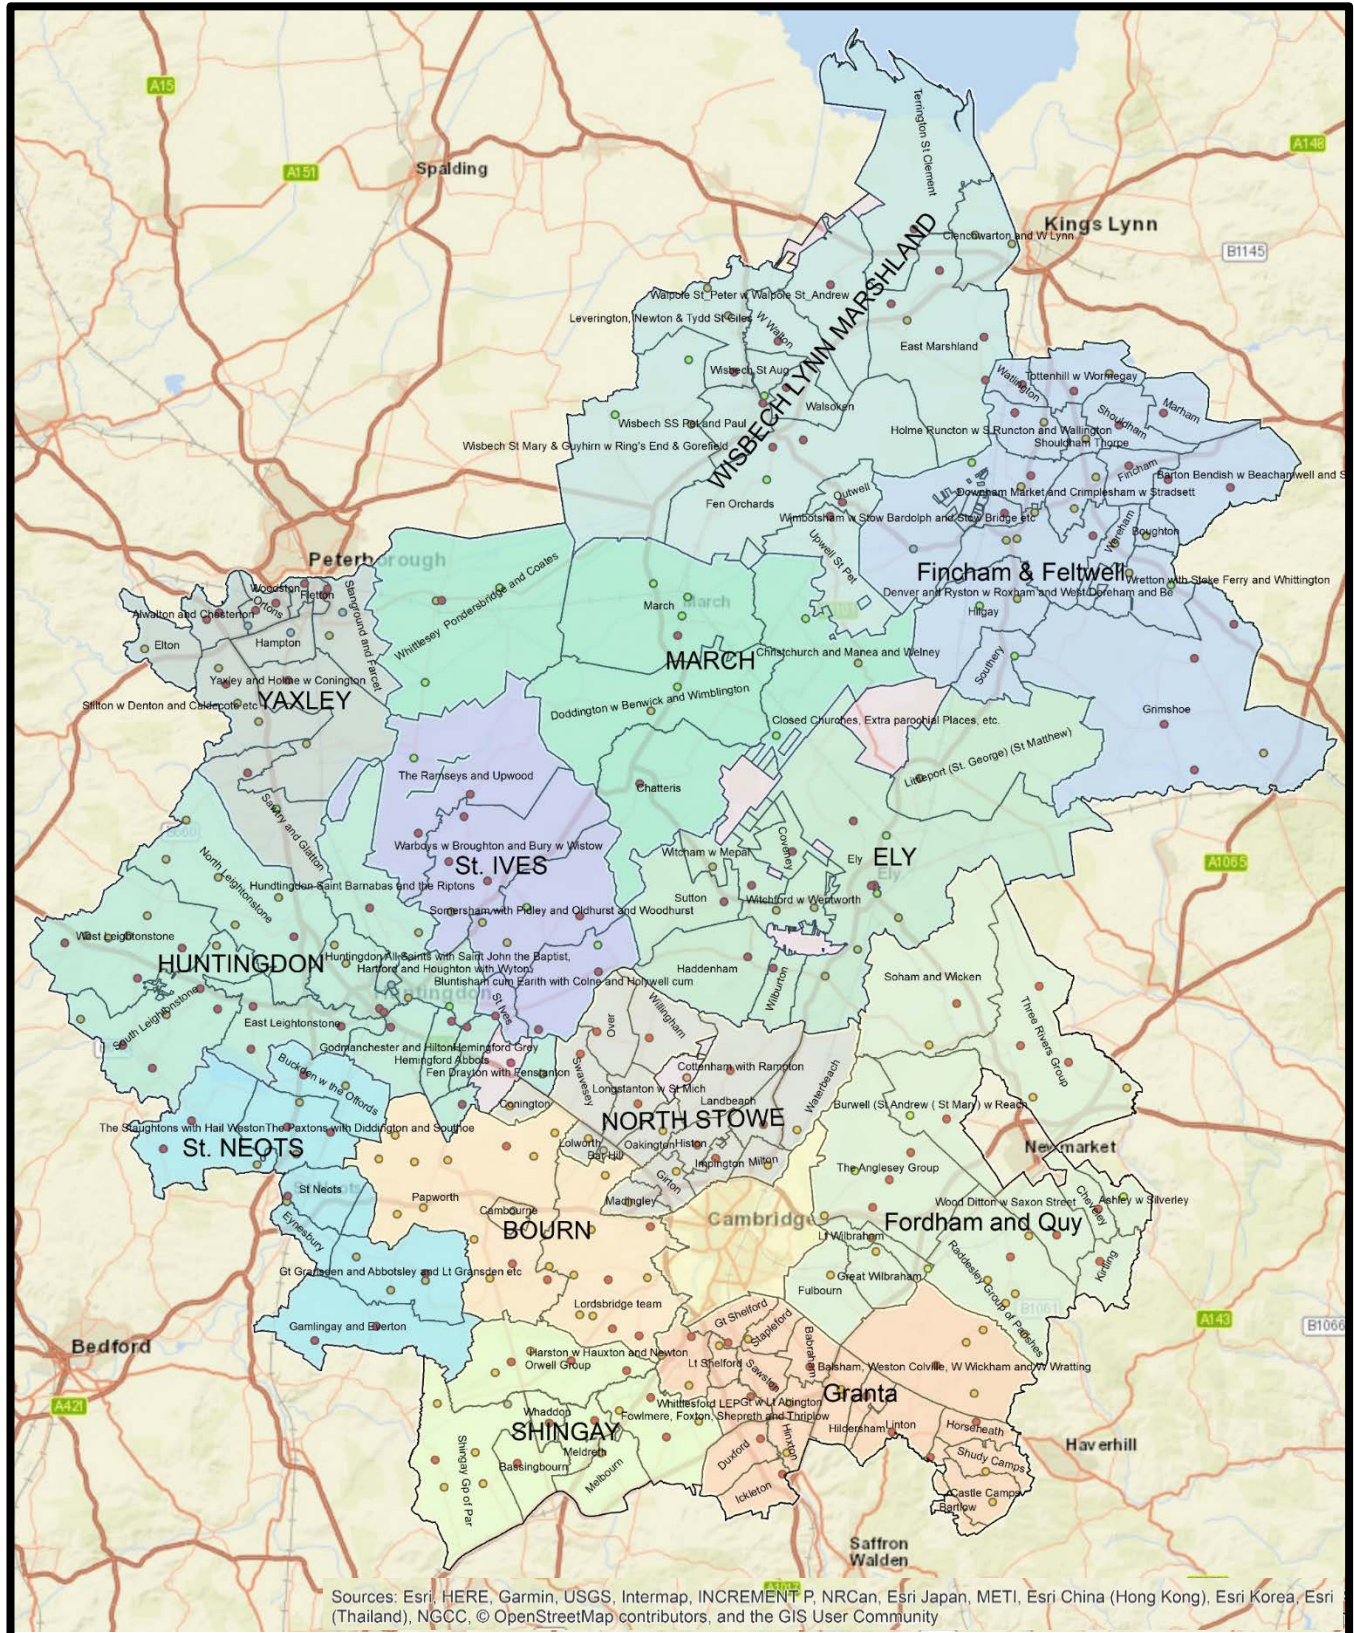 A15
A151
Spalding
A148
Terrington St Clement
Kings Lynn
Clenchwarton and W Lynn
B1145
WISBECH LYNN MARSHLAND
Walpole St_Peter w Walpole St_Andrew
Leverington, Newton & Tydd St Giles
W Walton
East Marshland
Wisbech St Aug
Walsoken
Watlington
Tottenhill w Wormegay
Marham
Shouldham
Wisbech SS Pet and Paul
Holme Runcton w S Runcton and Wallington
Shouldham Thorpe
Wisbech St Mary & Guyhirn w Ring's End & Gorefield
Fincham
Barton Bendish w Beachamwell and S
Outwell
Downham Market and Crimplesham w Stradsett
Fen Orchards
Wimbotsham w Stow Bardolph and Stow Bridge etc
Wereham
Boughton
Upwell St Pet
Peterborough
Fincham & Feltwell
Wretton with Stoke Ferry and Whittington
Denver and Ryston w Roxham and West Dereham and Be
Hilgay
Woodston
Fletton
Ortons
Alwalton and Chesterton
Stanground and Farcet
Whittlesey Pondersbridge and Coates
March
March
Elton
Hampton
MARCH
Christchurch and Manea and Welney
Southery
Yaxley and Holme w Conington
YAXLEY
Stilton w Denton and Caldecote etc
Doddington w Benwick and Wimblington
Grimshoe
Closed Churches, Extra parochial Places, etc.
Littleport (St. George) (St Matthew)
The Ramseys and Upwood
Chatteris
Sawtry and Glatton
Warboys w Broughton and Bury w Wistow
St. IVES
Witcham w Mepal
Coveney
Ely
ELY
Ely
A1065
North Leightonstone
Hundtingdon Saint Barnabas and the Riptons
Sutton
Witchford w Wentworth
Somersham with Pidley and Oldhurst and Woodhurst
West Leightonstone
HUNTINGDON
Huntingdon All Saints with Saint John the Baptist,
Hartford and Houghton with Wyton,
Bluntisham cum Earith with Colne and Holywell cum
Haddenham
Wilburton
Soham and Wicken
Huntingdon
St Ives
South Leightonstone
East Leightonstone
Over
Willingham
Three Rivers Group
Godmanchester and Hilton
Hemingford Grey
Hemingford Abbots
Fen Drayton with Fenstanton
Buckden w the Offords
Swavesey
Cottenham with Rampton
Longstanton w St Mich
Landbeach
Waterbeach
Conington
Burwell (St Andrew ( St Mary ) w Reach
NORTH STOWE
The Staughtons with Hail Weston
The Paxtons with Diddington and Southoe
St. NEOTS
Lolworth
Bar Hill
Oakington
Histon
Impington
Milton
Girton
Newmarket
The Anglesey Group
St Neots
Papworth
Madingley
Wood Ditton w Saxon Street
Cheveley
Ashley w Silverley
Cambourne
BOURN
Cambridge
Fordham and Quy
Eynesbury
Lt Wilbraham
Kirtling
Gt Gransden and Abbotsley and Lt Gransden etc
Great Wilbraham
Fulbourn
Raddesley Group of Parishes
B1061
Gamlingay and Everton
Lordsbridge team
Gt Shelford
Stapleford
A143
B1066
Bedford
Harston w Hauxton and Newton
Orwell Group
Babraham
Lt Shelford
Sawston
Balsham, Weston Colville, W Wickham and W Wratting
Granta
A421
Whaddon
Whittlesford LEP
Gt w Lt Abington
Fowlmere, Foxton, Shepreth and Thriplow
SHINGAY
Hildersham
Linton
Horseheath
Haverhill
Shingay Gp of Par
Meldreth
Bassingbourn
Melbourn
Duxford
Hinxton
Shudy Camps
Ickleton
Castle Camps
Bartlow
Saffron
Walden
Sources: Esri, HERE, Garmin, USGS, Intermap, INCREMENT P, NRCan, Esri Japan, METI, Esri China (Hong Kong), Esri Korea, Esri
(Thailand), NGCC, © OpenStreetMap contributors, and the GIS User Community